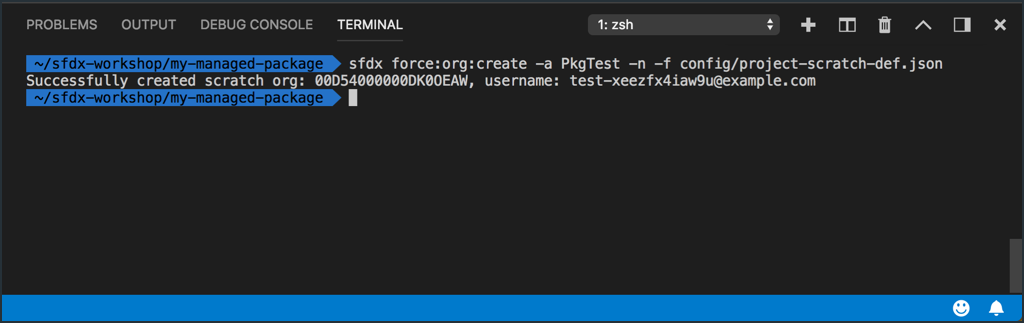 PROBLEMS OUTPUT DEBUG CONSOLE TERMINAL 1: zsh
~/sfdx-workshop/my-managed-package sfdx force:org:create -a PkgTest -n -f config/project-scratch-def.json
Successfully created scratch org: 00D54000000DK0OEAW, username: test-xeezfx4iaw9u@example.com
~/sfdx-workshop/my-managed-package